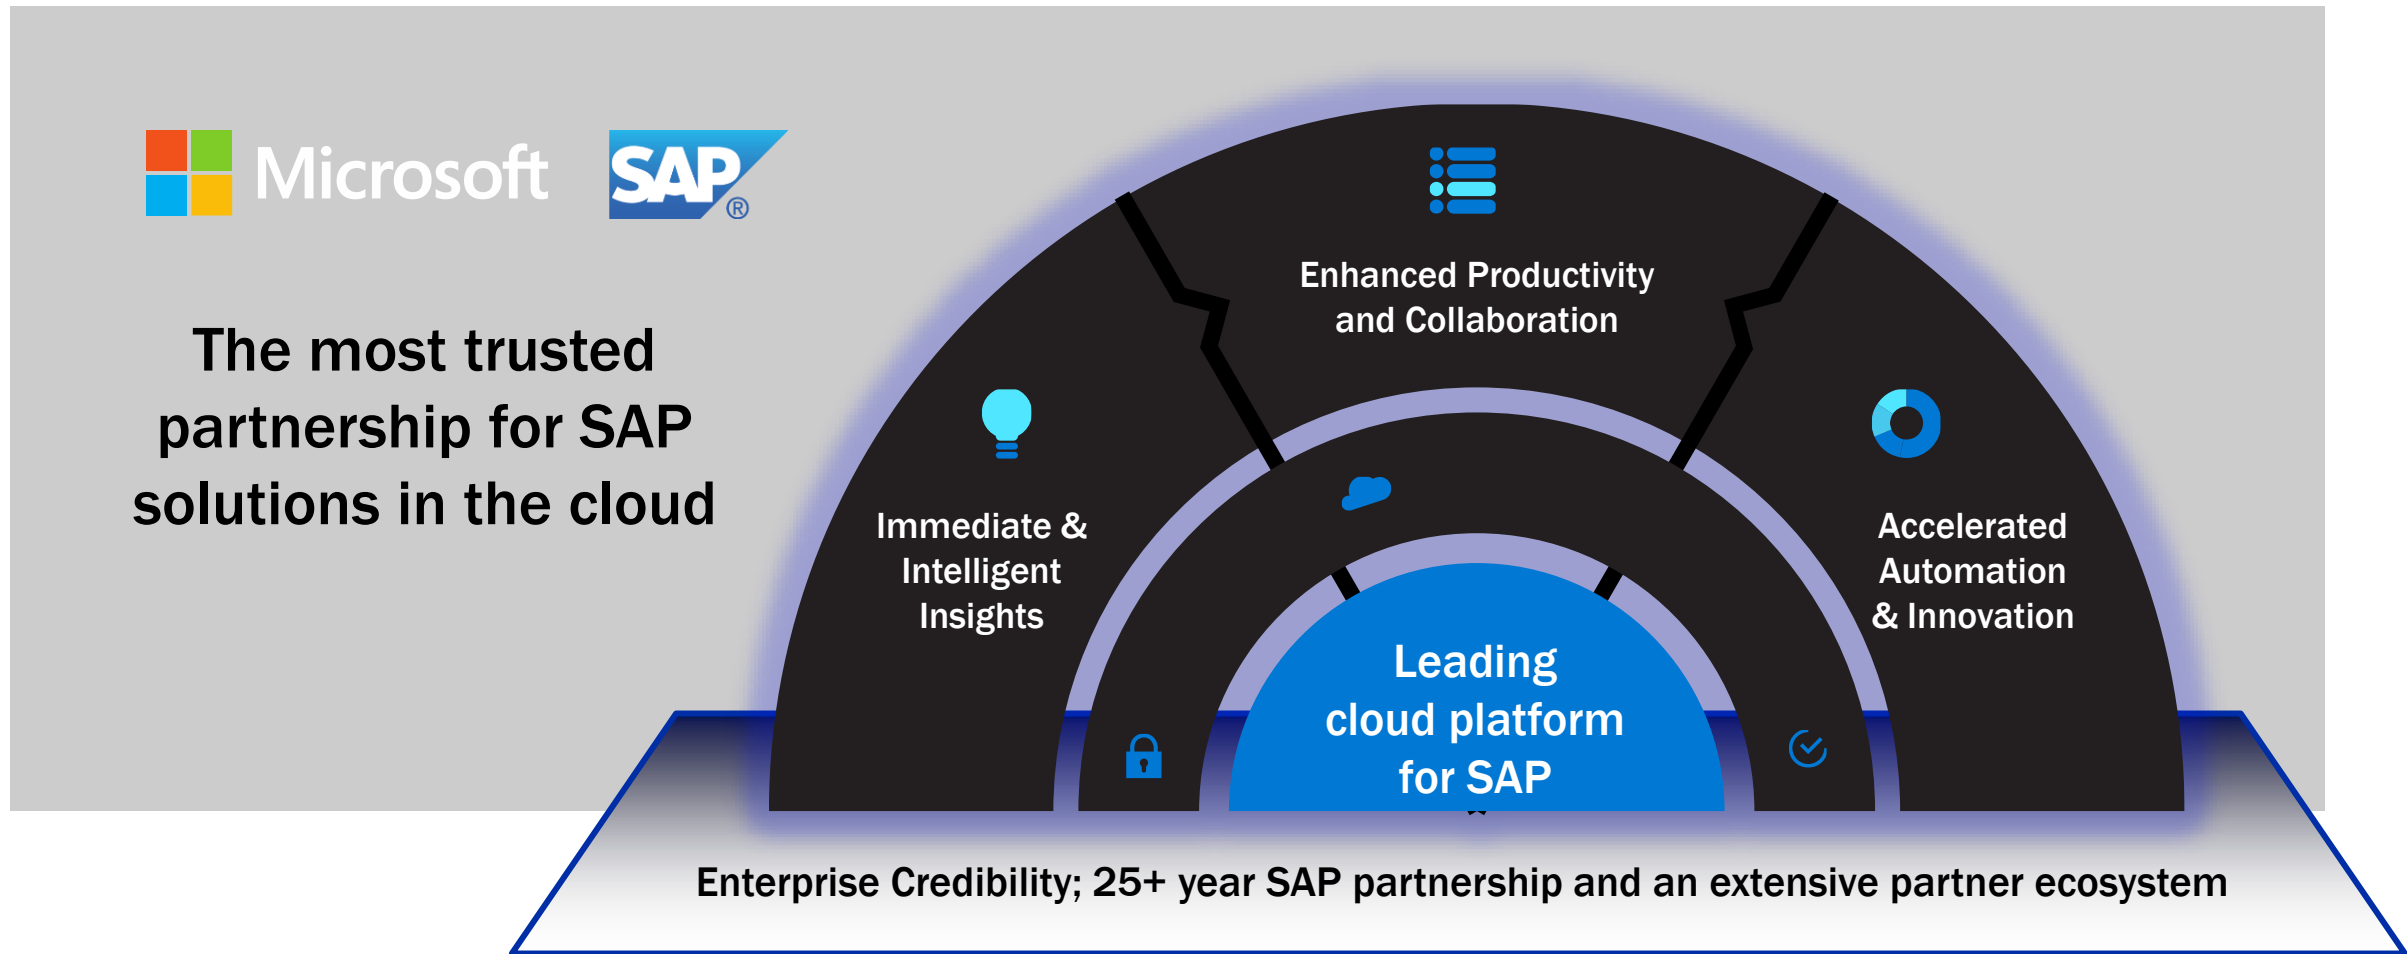 Microsoft
SAP®
The most trusted
partnership for SAP
solutions in the cloud
Enhanced Productivity
and Collaboration
Immediate &
Intelligent
Insights
Accelerated
Automation
& Innovation
Leading
cloud platform
for SAP
Enterprise Credibility; 25+ year SAP partnership and an extensive partner ecosystem